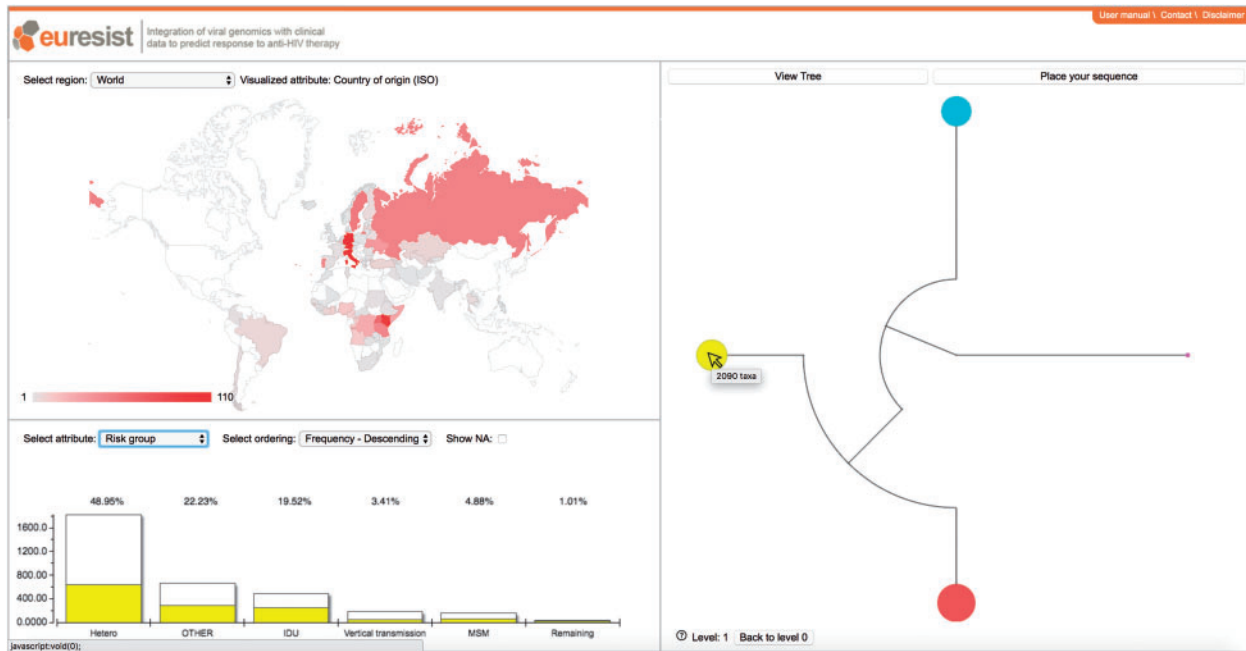 User manual \ Contact \ Disclaimer
euresist
Integration of viral genomics with clinical
data to predict response to anti-HIV therapy
Select region: World Visualized attribute: Country of origin (ISO)
1 110
Select attribute: Risk group Select ordering: Frequency - Descending Show NA:
48.95% 22.23% 19.52% 3.41% 4.88% 1.01%
1600.0
1200.0
800.00
400.00
0.0000
Hetero OTHER IDU Vertical transmission MSM Remaining
javascript:void(0);
View Tree Place your sequence
2090 taxa
? Level: 1 Back to level 0